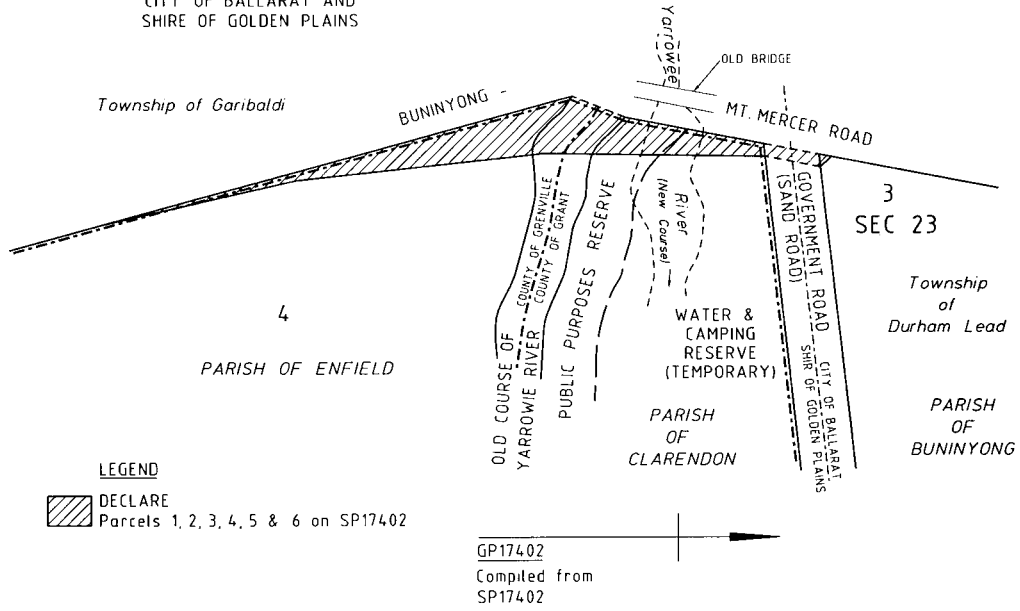 CITY OF BALLARAT AND
SHIRE OF GOLDEN PLAINS
Township of Garibaldi
BUNINYONG -
Yarrowee
OLD BRIDGE
MT. MERCER ROAD
4
PARISH OF ENFIELD
OLD COURSE OF
YARROWIE RIVER
COUNTY OF GRENVILLE
COUNTY OF GRANT
PUBLIC PURPOSES RESERVE
River
(New Course)
WATER &
CAMPING
RESERVE
(TEMPORARY)
PARISH
OF
CLARENDON
GOVERNMENT ROAD
(SAND ROAD)
CITY OF BALLARAT
SHIR OF GOLDEN PLAINS
3
SEC 23
Township
of
Durham Lead
PARISH
OF
BUNINYONG
LEGEND
DECLARE
Parcels 1, 2, 3, 4, 5 & 6 on SP17402
GP17402
Compiled from
SP17402